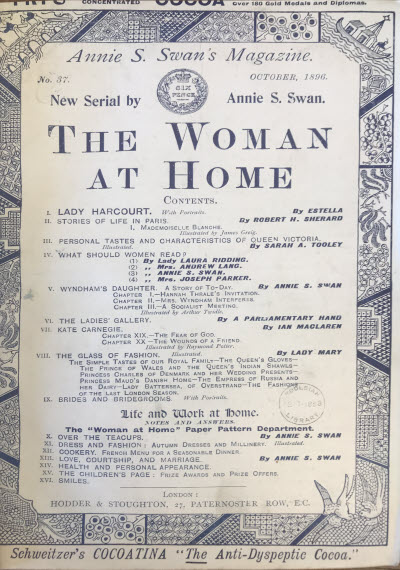 FRY'S CONCENTRATED COCOA Over 160 Gold Medals and Diplomas.
Annie S. Swan's Magazine.
No. 37. OCTOBER, 1896.
SIX
PENCE
New Serial by Annie S. Swan.
THE WOMAN
AT HOME
CONTENTS.
I. LADY HARCOURT. With Portraits. By ESTELLA
II. STORIES OF LIFE IN PARIS. By ROBERT H. SHERARD
I. MADEMOISELLE BLANCHE.
Illustrated by James Greig.
III. PERSONAL TASTES AND CHARACTERISTICS OF QUEEN VICTORIA.
Illustrated. By SARAH A. TOOLEY
IV. WHAT SHOULD WOMEN READ?
(1) By Lady LAURA RIDDING.
(2) ,, Mrs. ANDREW LANG.
(3) ,, ANNIE S. SWAN.
(4) ,, Mrs. JOSEPH PARKER.
V. WYNDHAM'S DAUGHTER. A STORY OF TO-DAY. By ANNIE S. SWAN
CHAPTER I.—HANNAH THRALE'S INVITATION.
CHAPTER II.—MRS. WYNDHAM INTERFERES.
CHAPTER III.—A SOCIALIST MEETING.
Illustrated by Arthur Twidle.
VI. THE LADIES' GALLERY. By A PARLIAMENTARY HAND
VII. KATE CARNEGIE. By IAN MACLAREN
CHAPTER XIX.—THE FEAR OF GOD.
CHAPTER XX.—THE WOUNDS OF A FRIEND.
Illustrated by Raymond Potter.
VIII. THE GLASS OF FASHION. Illustrated. By LADY MARY
THE SIMPLE TASTES OF OUR ROYAL FAMILY—THE QUEEN'S GLOVES—
THE PRINCE OF WALES AND THE QUEEN'S INDIAN SHAWLS—
PRINCESS CHARLES OF DENMARK AND HER WEDDING PRESENTS—
PRINCESS MAUD'S DANISH HOME—THE EMPRESS OF RUSSIA AND
HER DAIRY—LADY BATTERSEA, OF OVERSTRAND—THE FASHIONS
OF THE LAST LONDON SEASON.
IX. BRIDES AND BRIDEGROOMS. With Portraits.
Life and Work at Home.
NOTES AND ANSWERS.
The "Woman at Home" Paper Pattern Department.
X. OVER THE TEACUPS. By ANNIE S. SWAN
XI. DRESS AND FASHION: AUTUMN DRESSES AND MILLINERY. Illustrated.
XII. COOKERY. FRENCH MENU FOR A SEASONABLE DINNER.
XIII. LOVE, COURTSHIP, AND MARRIAGE. By ANNIE S. SWAN
XIV. HEALTH AND PERSONAL APPEARANCE.
XV. THE CHILDREN'S PAGE: PRIZE AWARDS AND PRIZE OFFERS.
XVI. SMILES.
LONDON:
HODDER & STOUGHTON, 27, PATERNOSTER ROW, E.C.
Schweitzer's COCOATINA "The Anti-Dyspeptic Cocoa."